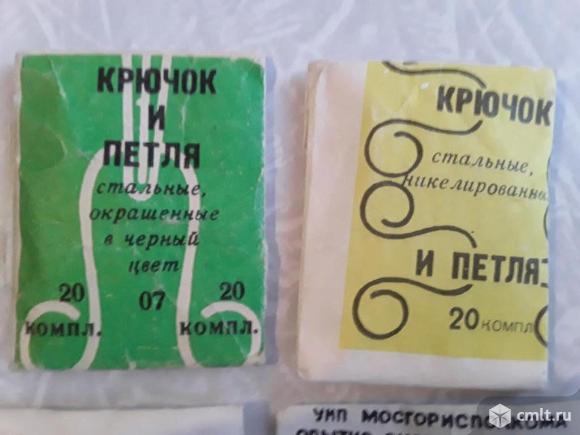 КРЮЧОК
И
ПЕТЛЯ
стальные,
окрашенные
в черный
цвет
20 07 20
компл. компл.
КРЮЧОК
стальные,
И ПЕТЛЯ
20 компл
УКП МОСГОРИСПОЛКОМА
cmlt.ru